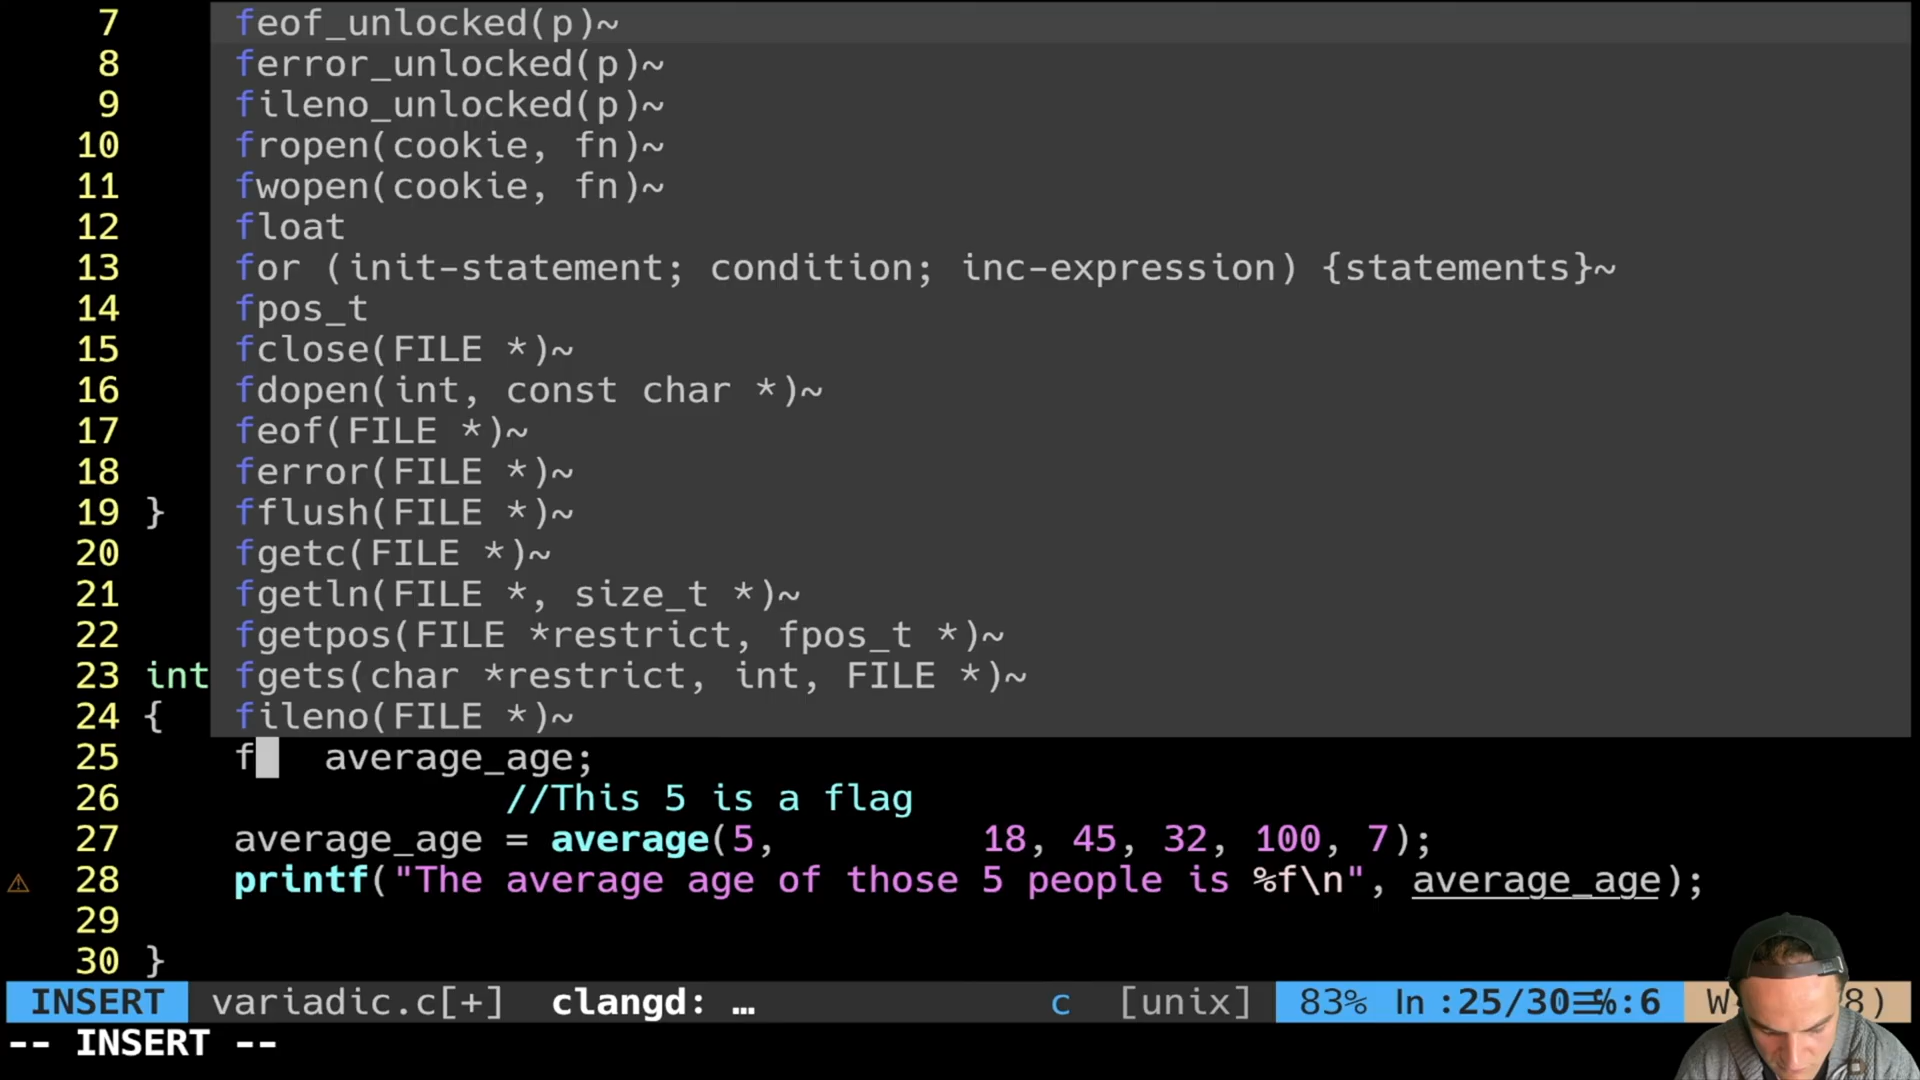 7 feof_unlocked(p)~
8 ferror_unlocked(p)~
9 fileno_unlocked(p)~
10 fropen(cookie, fn)~
11 fwopen(cookie, fn)~
12 float
13 for (init-statement; condition; inc-expression) {statements}~
14 fpos_t
15 fclose(FILE *)~
16 fdopen(int, const char *)~
17 feof(FILE *)~
18 ferror(FILE *)~
19 } fflush(FILE *)~
20 fgetc(FILE *)~
21 fgetln(FILE *, size_t *)~
22 fgetpos(FILE *restrict, fpos_t *)~
23 int fgets(char *restrict, int, FILE *)~
24 { fileno(FILE *)~
25 f average_age;
26 //This 5 is a flag
27 average_age = average(5, 18, 45, 32, 100, 7);
⚠ 28 printf("The average age of those 5 people is %f\n", average_age);
29
30 }
INSERT variadic.c[+] clangd: … c [unix] 83% ln :25/30≡%:6 W 8)
-- INSERT --